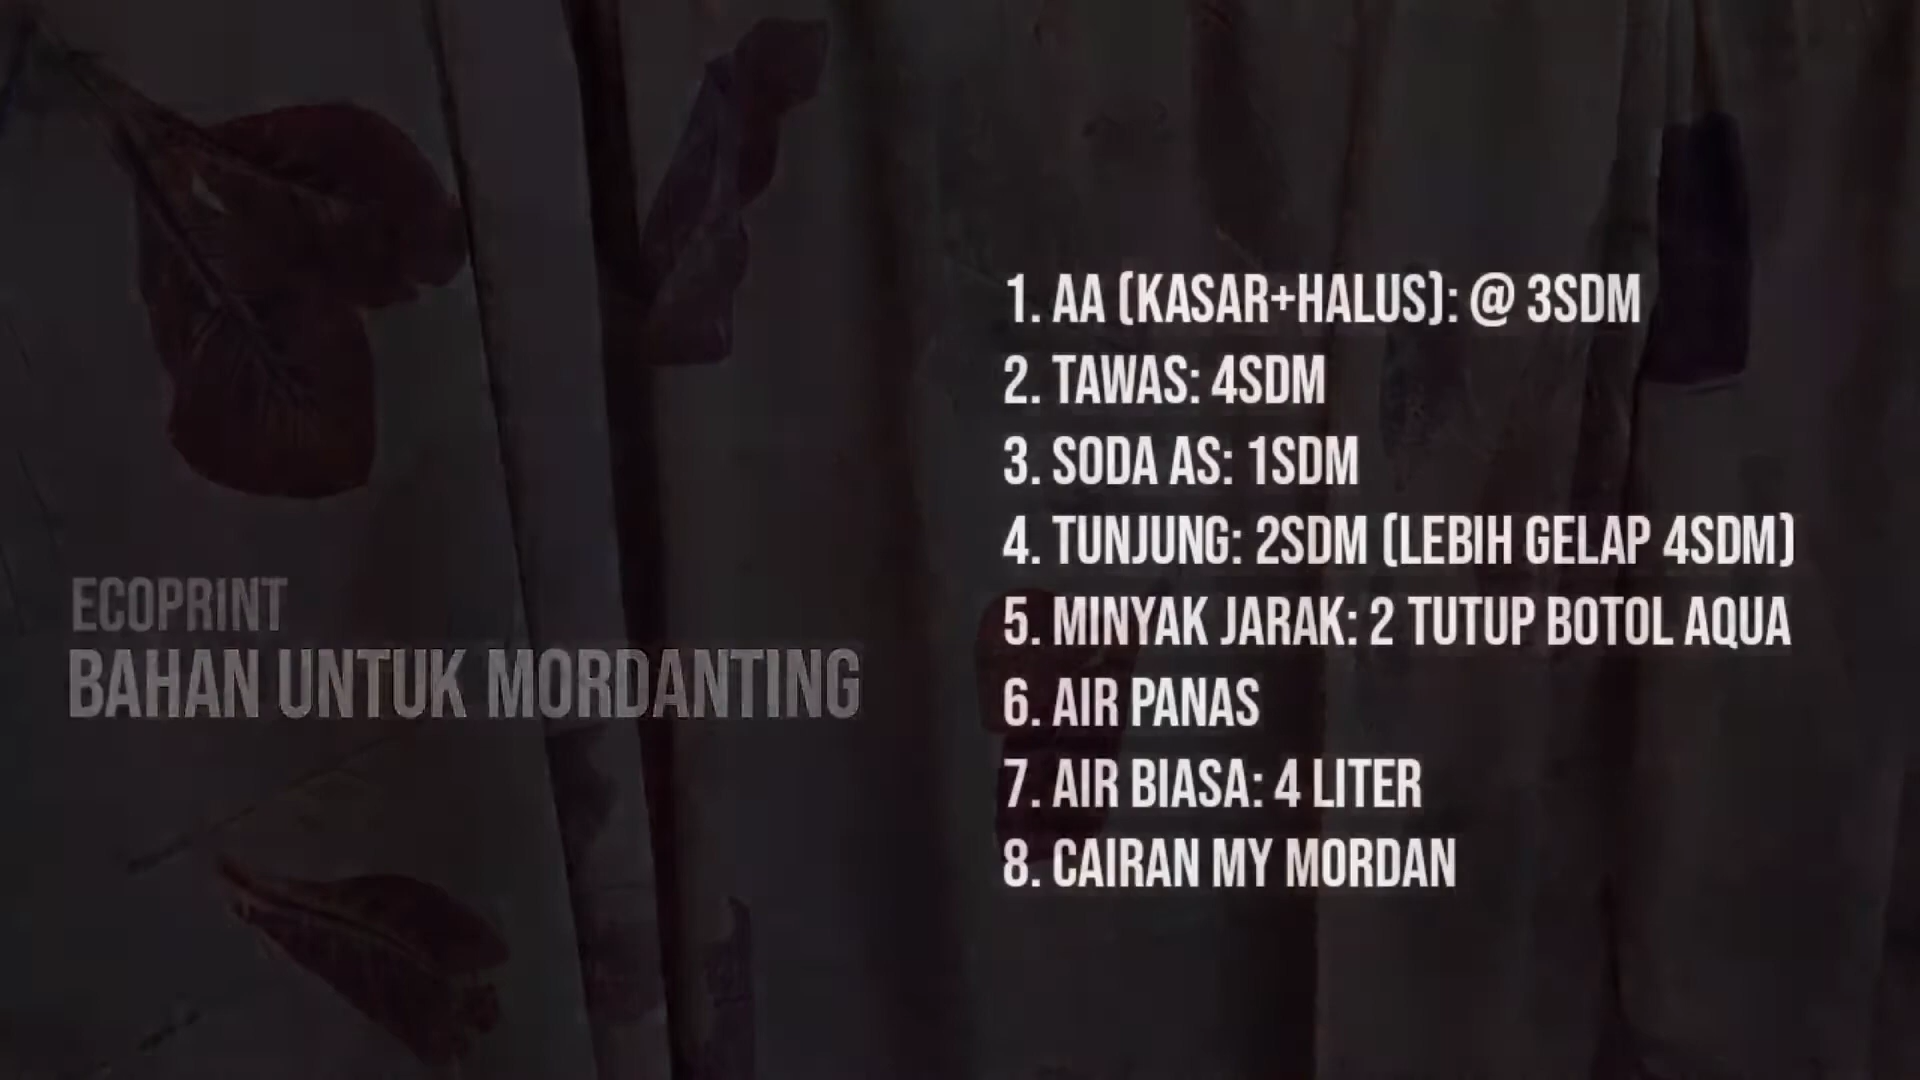 ECOPRINT
BAHAN UNTUK MORDANTING
1. AA (KASAR+HALUS): @ 3SDM
2. TAWAS: 4SDM
3. SODA AS: 1SDM
4. TUNJUNG: 2SDM (LEBIH GELAP 4SDM)
5. MINYAK JARAK: 2 TUTUP BOTOL AQUA
6. AIR PANAS
7. AIR BIASA: 4 LITER
8. CAIRAN MY MORDAN